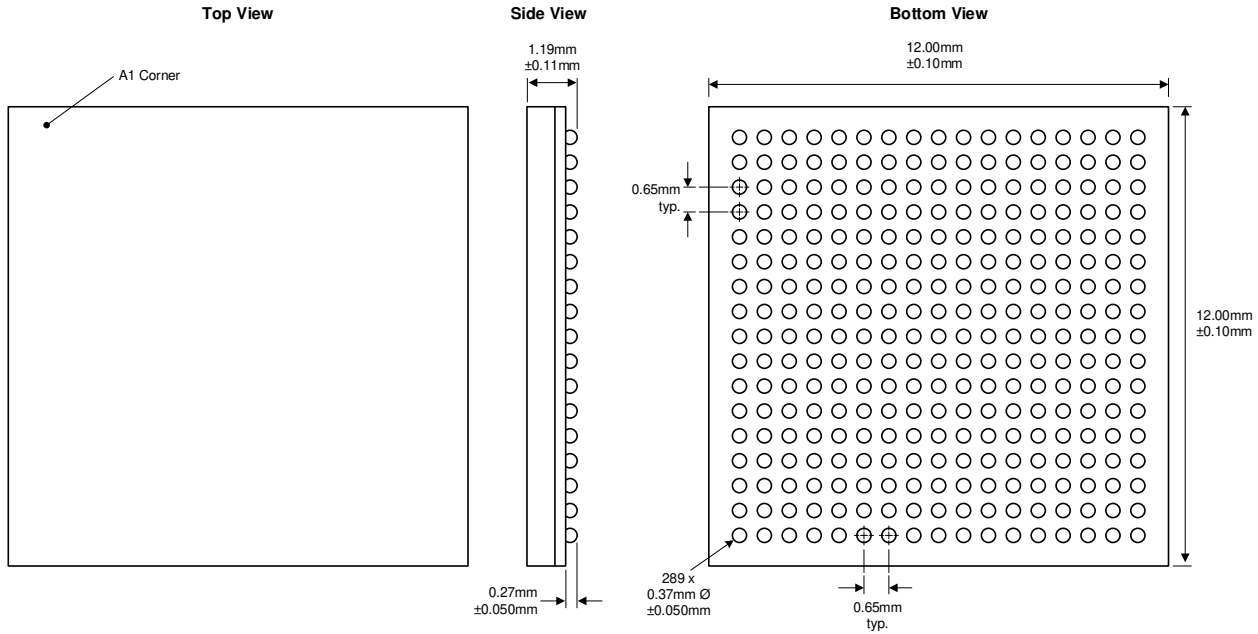 Top View
Side View
Bottom View
A1 Corner
1.19mm
±0.11mm
12.00mm
±0.10mm
0.65mm
typ.
12.00mm
±0.10mm
0.27mm
±0.050mm
289 x
0.37mm Ø
±0.050mm
0.65mm
typ.